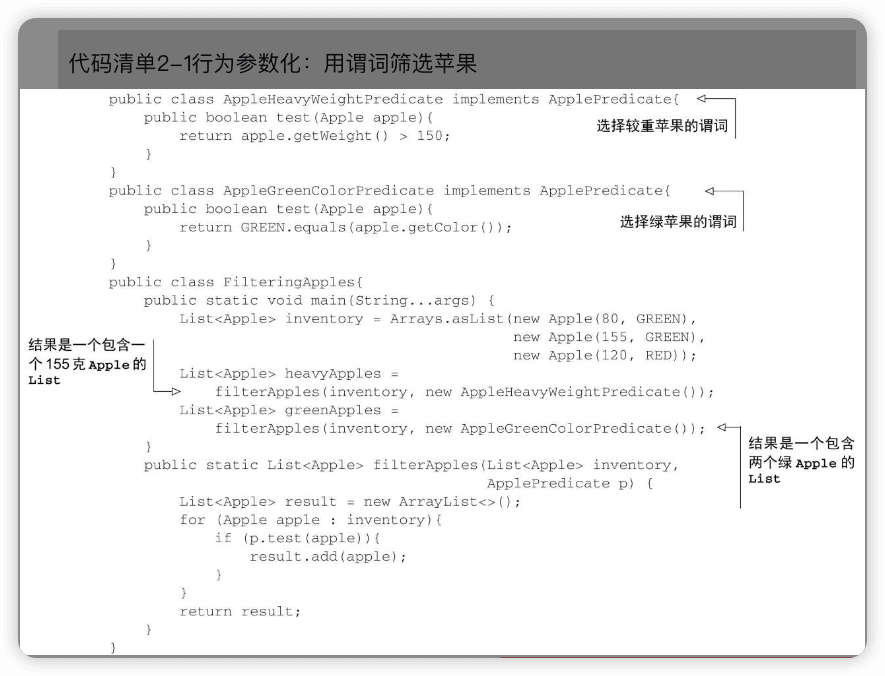 代码清单2-1行为参数化：用谓词筛选苹果
public class AppleHeavyWeightPredicate implements ApplePredicate{
选择较重苹果的谓词
public boolean test(Apple apple){
return apple.getWeight() > 150;
}
}
public class AppleGreenColorPredicate implements ApplePredicate{
选择绿苹果的谓词
public boolean test(Apple apple){
return GREEN.equals(apple.getColor());
}
}
public class FilteringApples{
public static void main(String...args) {
List<Apple> inventory = Arrays.asList(new Apple(80, GREEN),
new Apple(155, GREEN),
new Apple(120, RED));
结果是一个包含一
个 155 克 Apple 的
List
List<Apple> heavyApples =
filterApples(inventory, new AppleHeavyWeightPredicate());
List<Apple> greenApples =
filterApples(inventory, new AppleGreenColorPredicate());
结果是一个包含
两个绿 Apple 的
List
}
public static List<Apple> filterApples(List<Apple> inventory,
ApplePredicate p) {
List<Apple> result = new ArrayList<>();
for (Apple apple : inventory){
if (p.test(apple)){
result.add(apple);
}
}
return result;
}
}